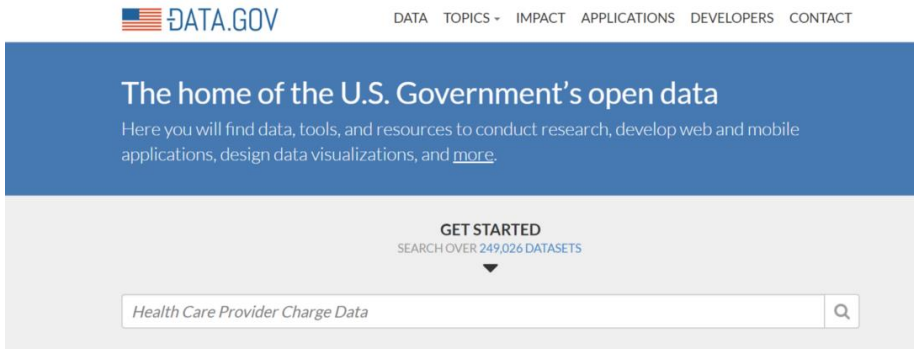 DATA.GOV
DATA TOPICS IMPACT APPLICATIONS DEVELOPERS CONTACT
The home of the U.S. Government's open data
Here you will find data, tools, and resources to conduct research, develop web and mobile
applications, design data visualizations, and more.
GET STARTED
SEARCH OVER 249,026 DATASETS
Health Care Provider Charge Data